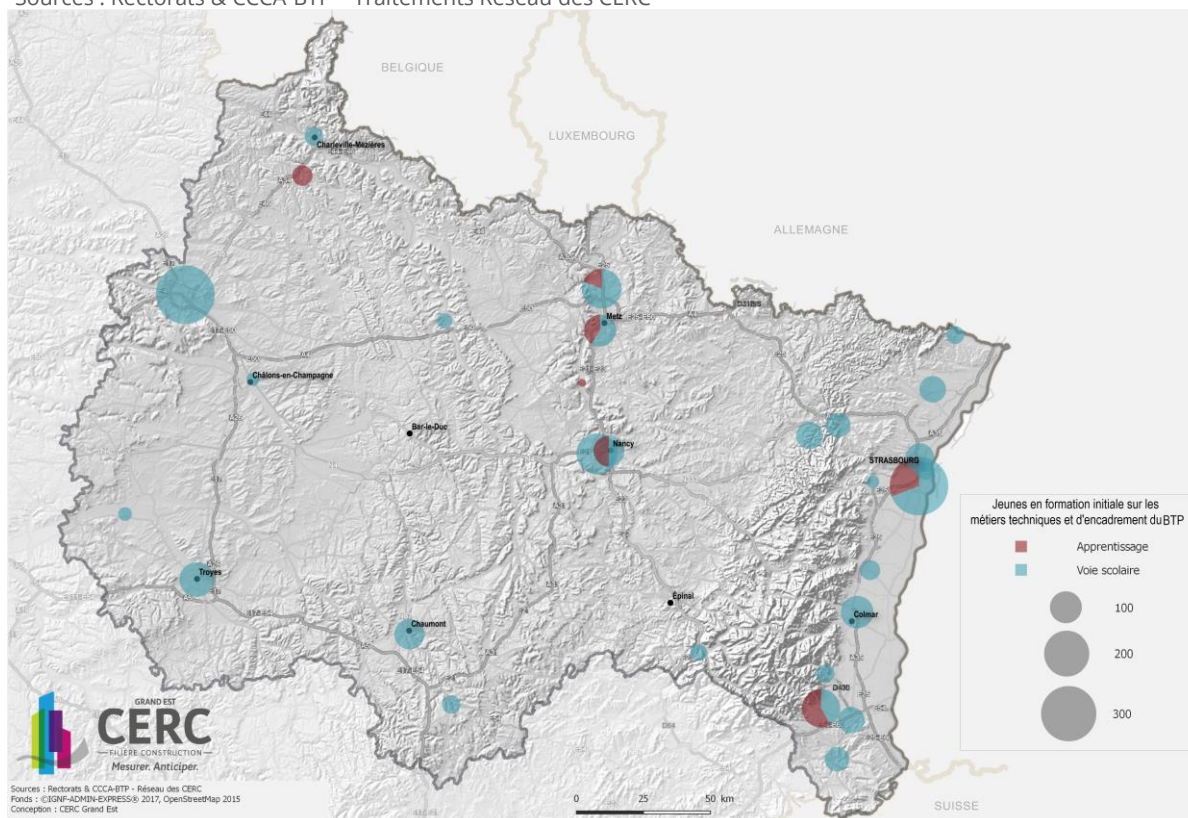 Sources : Rectorats & CCCA-BTP – Traitements Réseau des CERC
BELGIQUE
LUXEMBOURG
ALLEMAGNE
Charleville-Mézières
Metz
Châlons-en-Champagne
Bar-le-Duc
Nancy
STRASBOURG
Troyes
Épinal
Colmar
Chaumont
SUISSE
Jeunes en formation initiale sur les
métiers techniques et d'encadrement du BTP
Apprentissage
Voie scolaire
100
200
300
GRAND EST
CERC
FILIÈRE CONSTRUCTION
Mesurer. Anticiper.
Sources : Rectorats & CCCA-BTP - Réseau des CERC
Fonds : ©IGNF-ADMIN-EXPRESS® 2017, OpenStreetMap 2015
Conception : CERC Grand Est
0 25 50 km